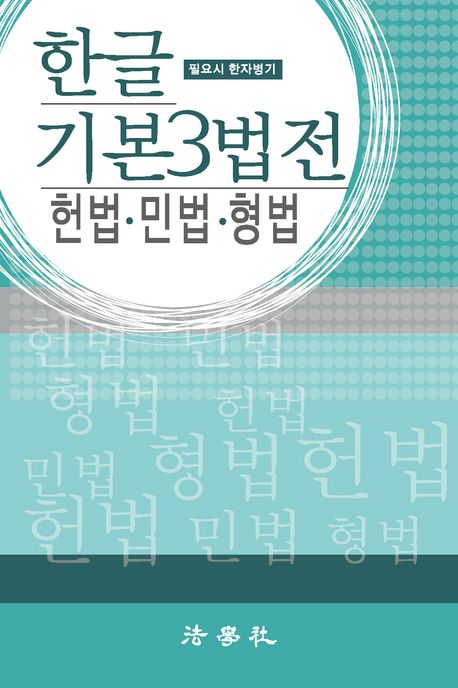 한글 필요시 한자병기
기본3법전
헌법·민법·형법
헌법 민법
형법 헌법
민법 형법 헌법
헌법 민법 형법
法學社